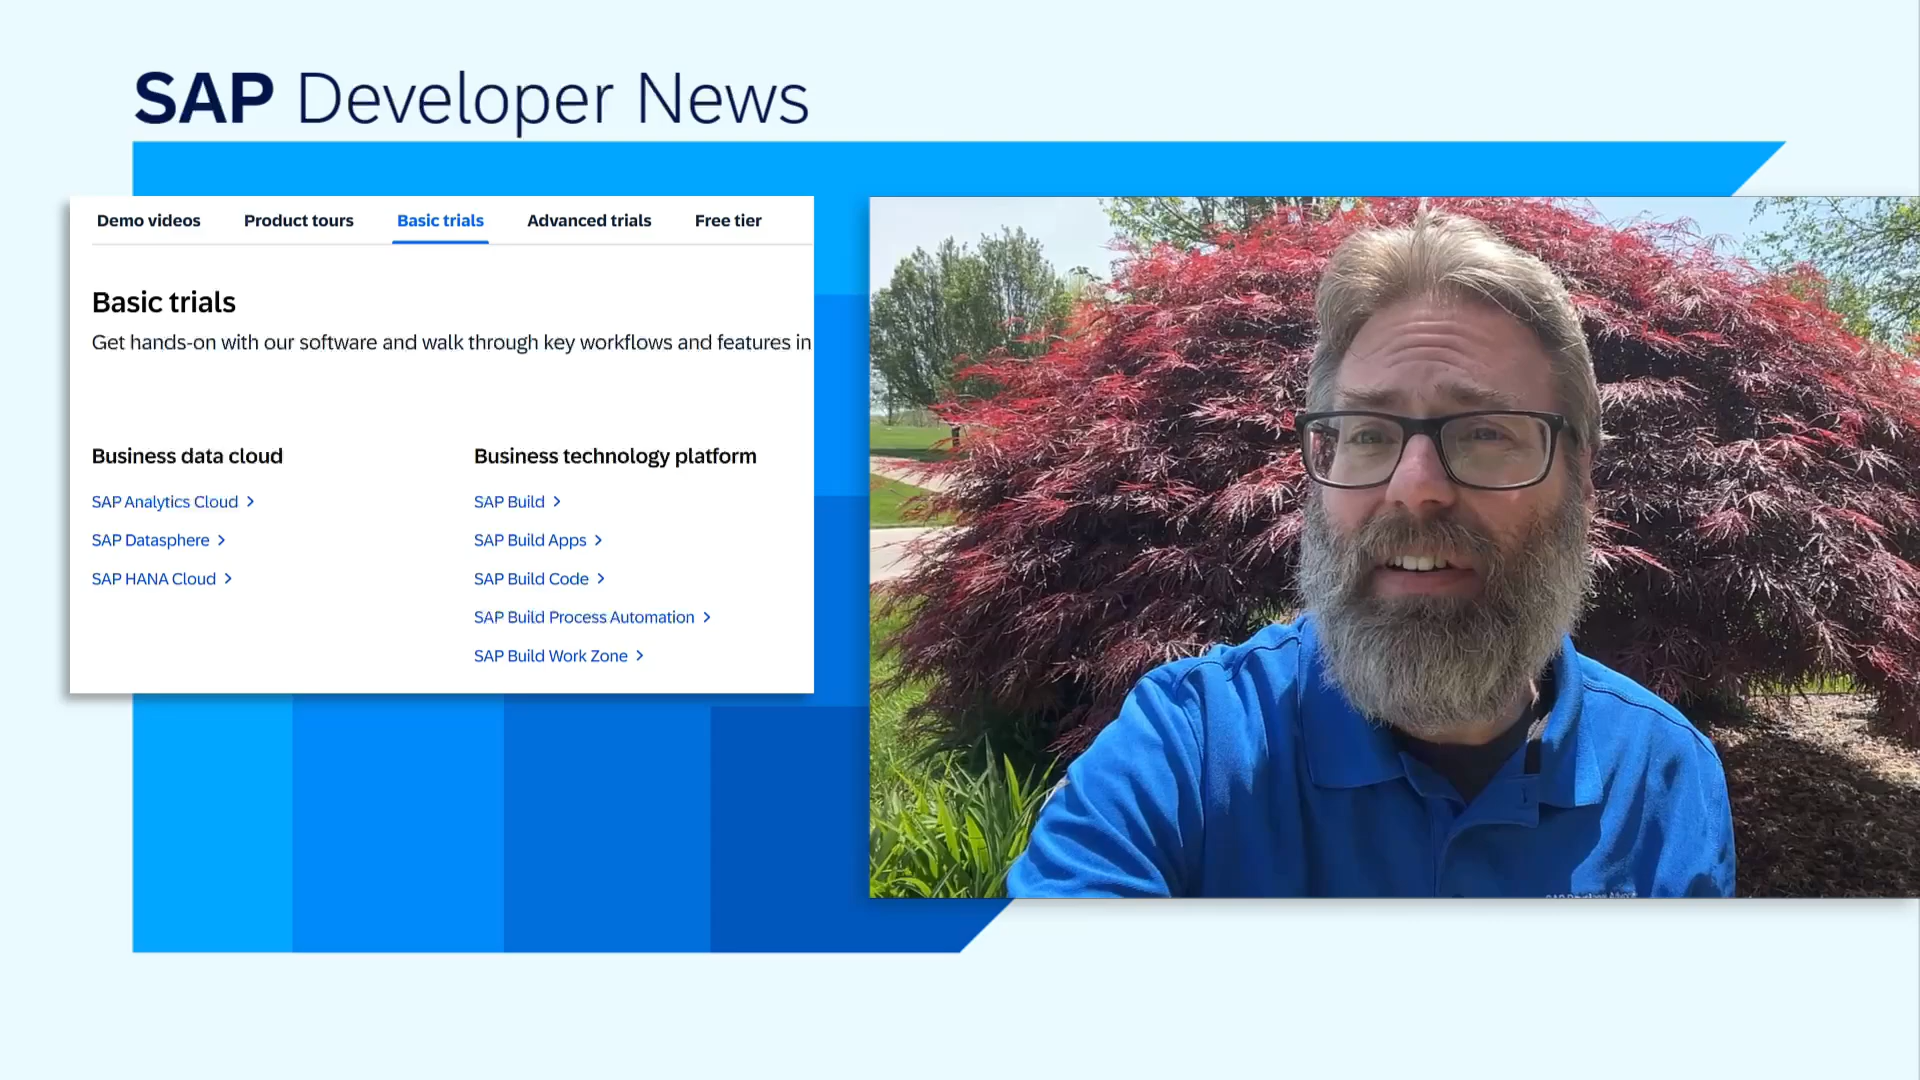 SAP Developer News
Demo videos Product tours Basic trials Advanced trials Free tier
Basic trials
Get hands-on with our software and walk through key workflows and features in
Business data cloud
SAP Analytics Cloud
SAP Datasphere
SAP HANA Cloud
Business technology platform
SAP Build
SAP Build Apps
SAP Build Code
SAP Build Process Automation
SAP Build Work Zone